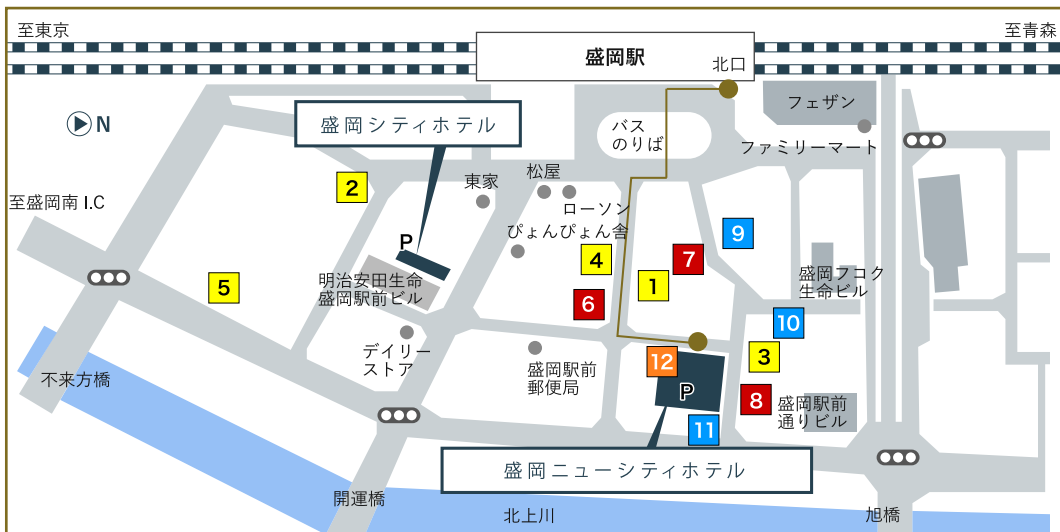 至東京
至青森
盛岡駅
北口
フェザン
N
盛岡シティホテル
バス
のりば
ファミリーマート
松屋
2
東家
至盛岡南 I.C
ローソン
ぴょんぴょん舎
9
P
4
7
1
明治安田生命
盛岡駅前ビル
盛岡フコク
生命ビル
5
6
10
デイリー
ストア
盛岡駅前
郵便局
12
3
不来方橋
P
8
盛岡駅前
通りビル
11
盛岡ニューシティホテル
開運橋
北上川
旭橋